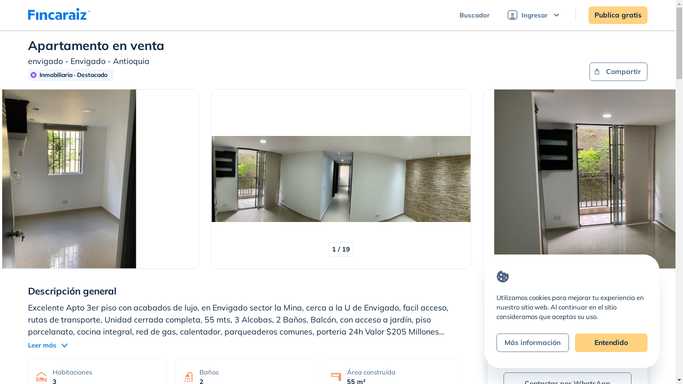 Fincaraiz
Buscador
Ingresar
Publica gratis
Apartamento en venta
envigado - Envigado - Antioquia
Inmobiliaria · Destacado
Compartir
1 / 19
Descripción general
Excelente Apto 3er piso con acabados de lujo, en Envigado sector la Mina, cerca a la U de Envigado, facil acceso,
rutas de transporte, Unidad cerrada completa, 55 mts, 3 Alcobas, 2 Baños, Balcón, con acceso a jardín, piso
porcelanato, cocina integral, red de gas, calentador, parqueaderos comunes, porteria 24h Valor $205 Millones...
Leer más
Habitaciones
3
Baños
2
Área construida
55 m²
Utilizamos cookies para mejorar tu experiencia en
nuestro sitio web. Al continuar en el sitio
consideramos que aceptas su uso.
Más información
Entendido
Contactar por WhatsApp